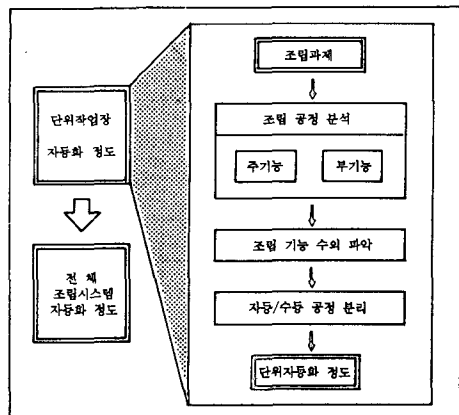 단위작업장
자동화 정도
전 체
조립시스템
자동화 정도
조립과제
조립 공정 분석
주기능
부기능
조립 기능 수의 파악
자동/수동 공정 분리
단위자동화 정도